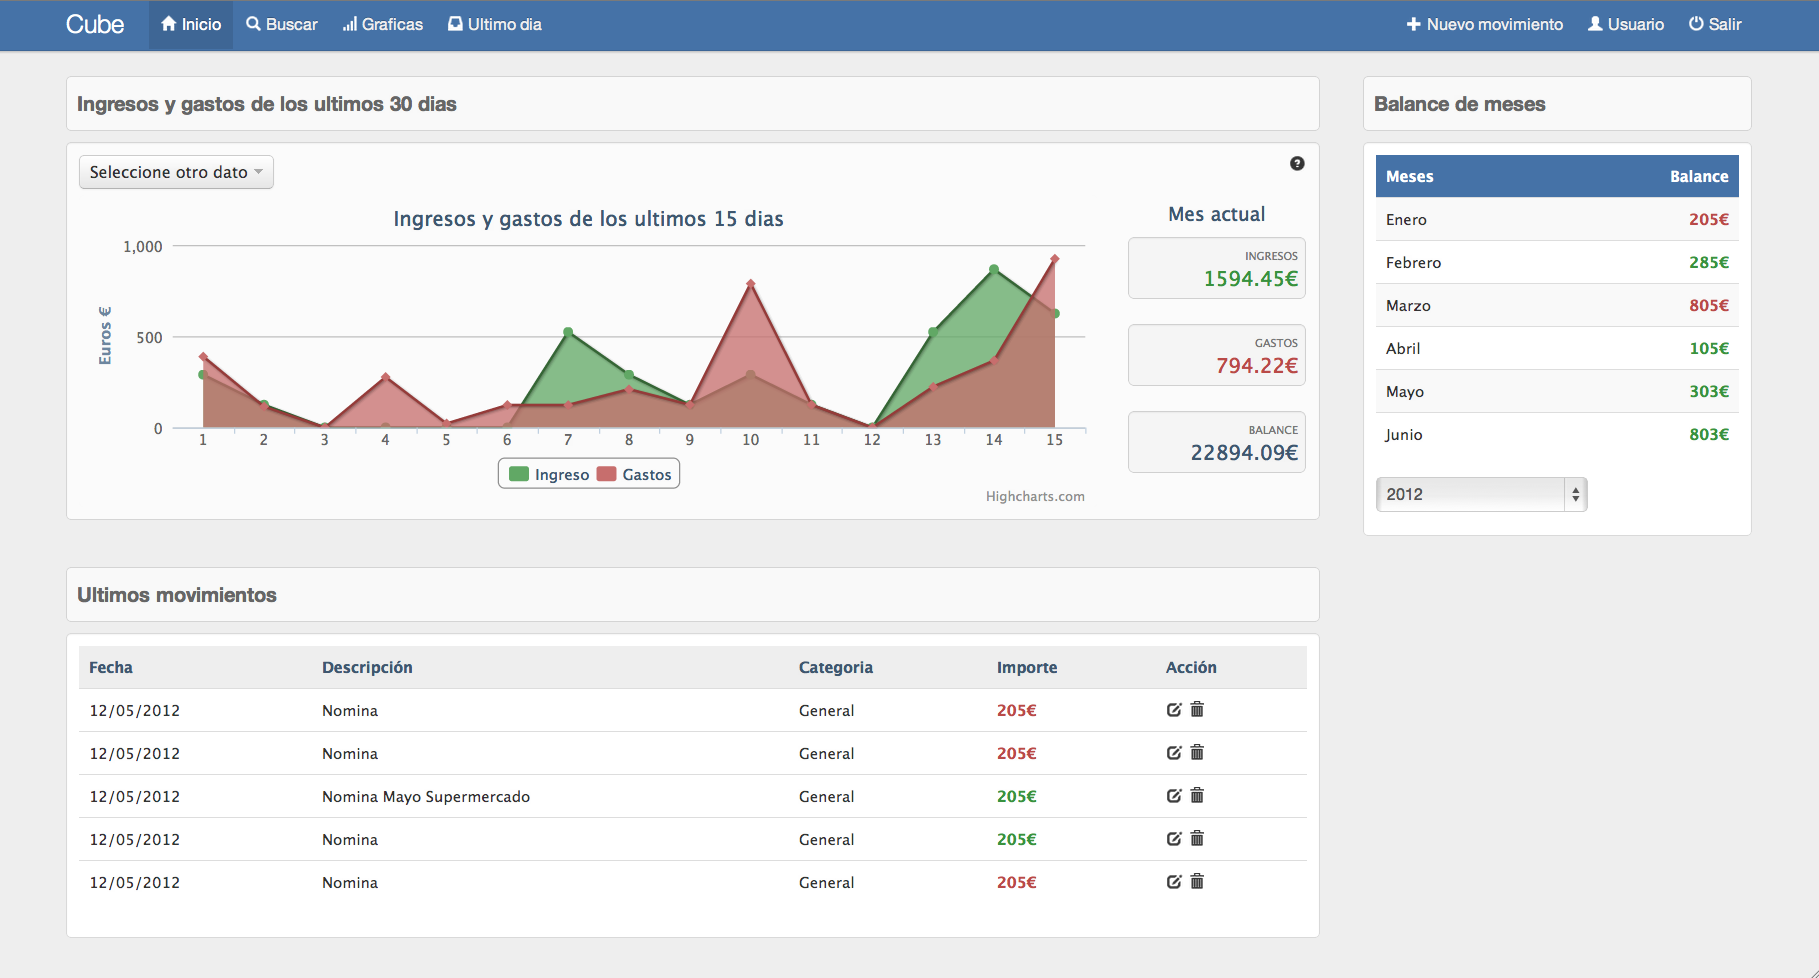 Cube Inicio Buscar Graficas Ultimo dia Nuevo movimiento Usuario Salir
Ingresos y gastos de los ultimos 30 dias
Seleccione otro dato
Ingresos y gastos de los ultimos 15 dias
Euros €
1,000
500
0
1 2 3 4 5 6 7 8 9 10 11 12 13 14 15
Ingreso Gastos
Highcharts.com
Mes actual
INGRESOS
1594.45€
GASTOS
794.22€
BALANCE
22894.09€
Balance de meses
Meses Balance
Enero 205€
Febrero 285€
Marzo 805€
Abril 105€
Mayo 303€
Junio 803€
2012
Ultimos movimientos
Fecha Descripción Categoria Importe Acción
12/05/2012 Nomina General 205€
12/05/2012 Nomina General 205€
12/05/2012 Nomina Mayo Supermercado General 205€
12/05/2012 Nomina General 205€
12/05/2012 Nomina General 205€